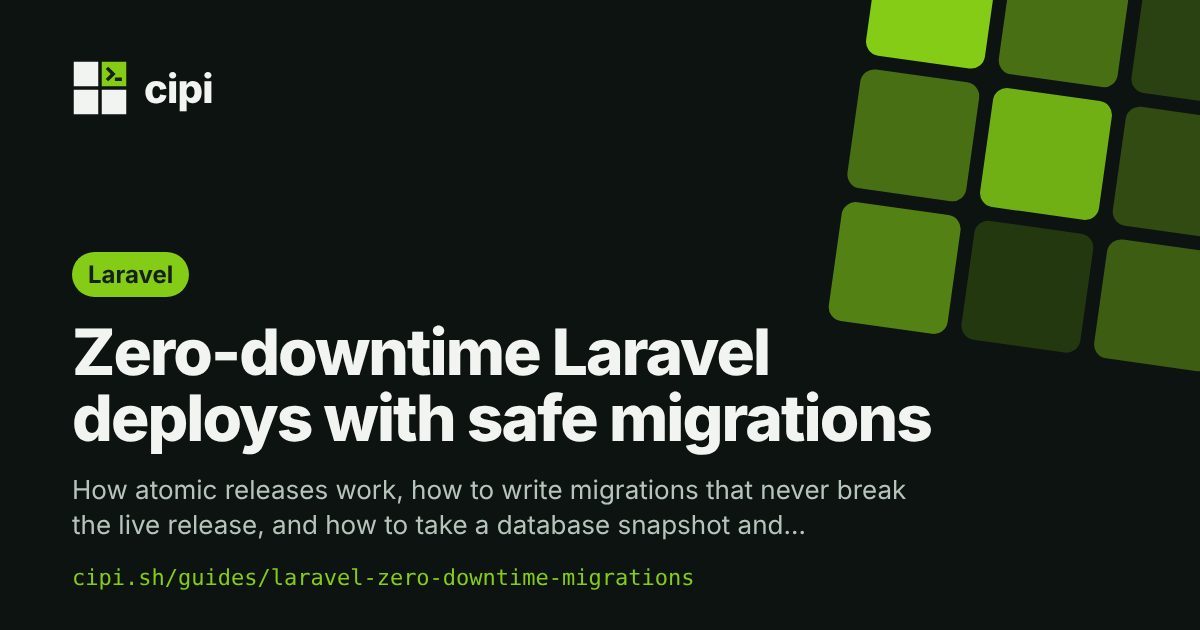 cipi
Laravel
Zero-downtime Laravel
deploys with safe migrations
How atomic releases work, how to write migrations that never break
the live release, and how to take a database snapshot and...
cipi.sh/guides/laravel-zero-downtime-migrations